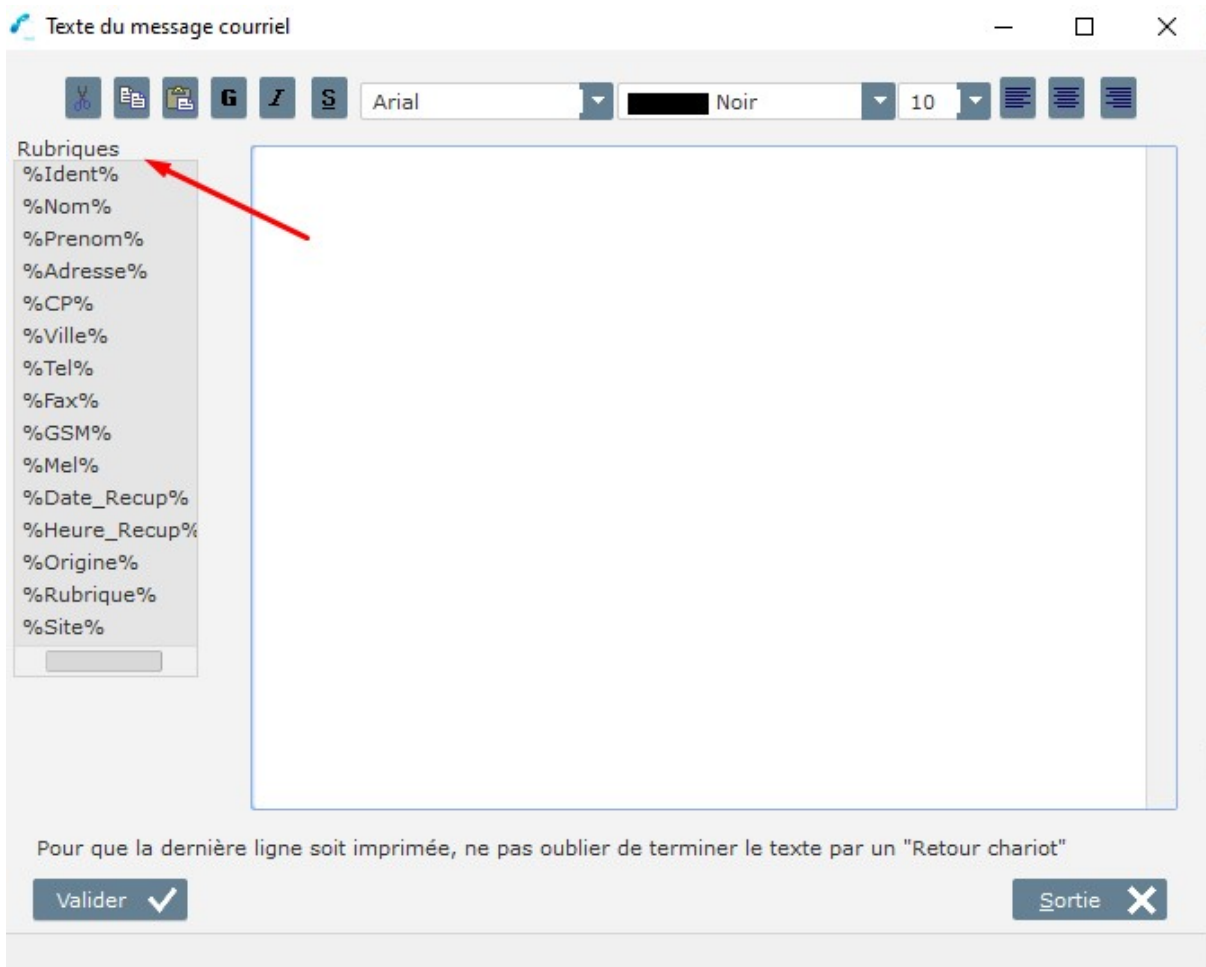 Texte du message courriel
G I S Arial Noir 10
Rubriques
%Ident%
%Nom%
%Prenom%
%Adresse%
%CP%
%Ville%
%Tel%
%Fax%
%GSM%
%Mel%
%Date_Recup%
%Heure_Recup%
%Origine%
%Rubrique%
%Site%
Pour que la dernière ligne soit imprimée, ne pas oublier de terminer le texte par un "Retour chariot"
Valider Sortie